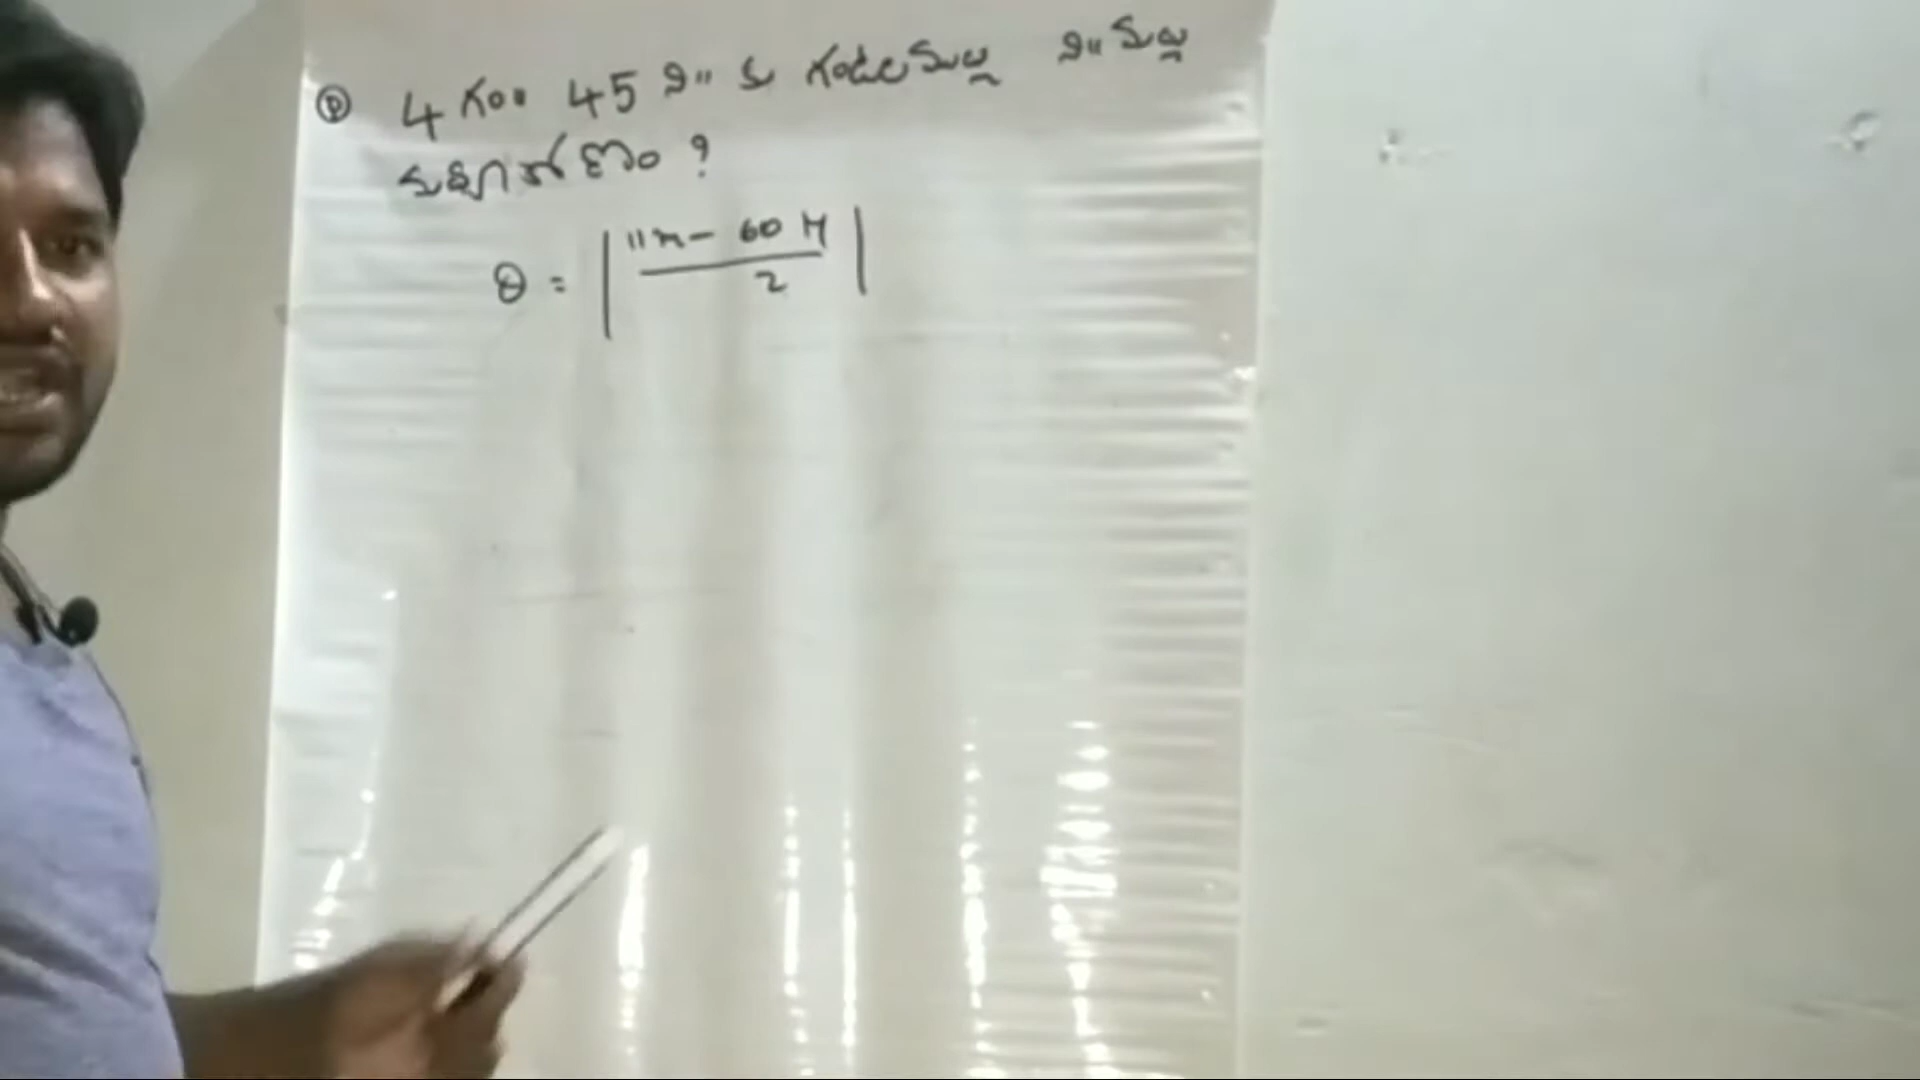 Ⓟ 4 గం॥ 45 ని॥ కు గంటలముల్లు ని॥ ముల్లు
మధ్యకోణం ?
θ = | 11m - 60 H / 2 |